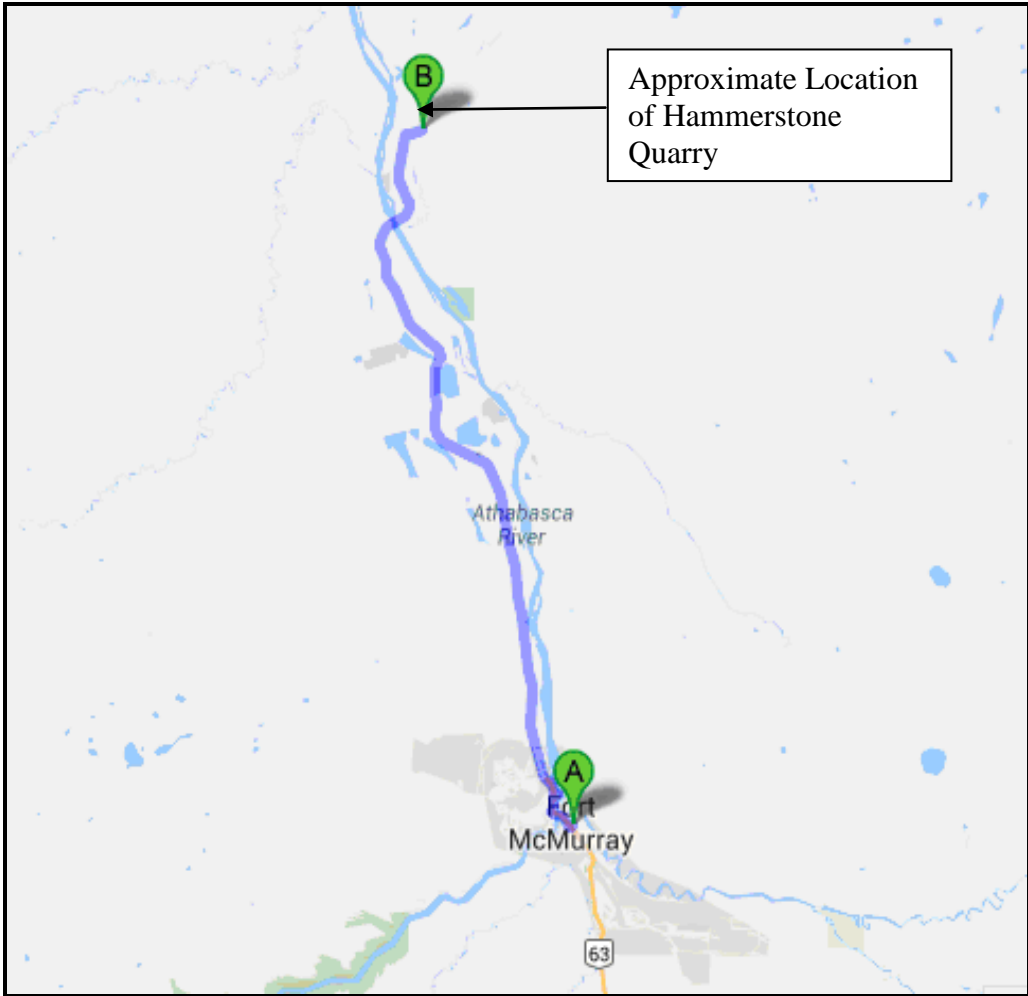 B
Approximate Location
of Hammerstone
Quarry
Athabasca
River
A
Fort
McMurray
63